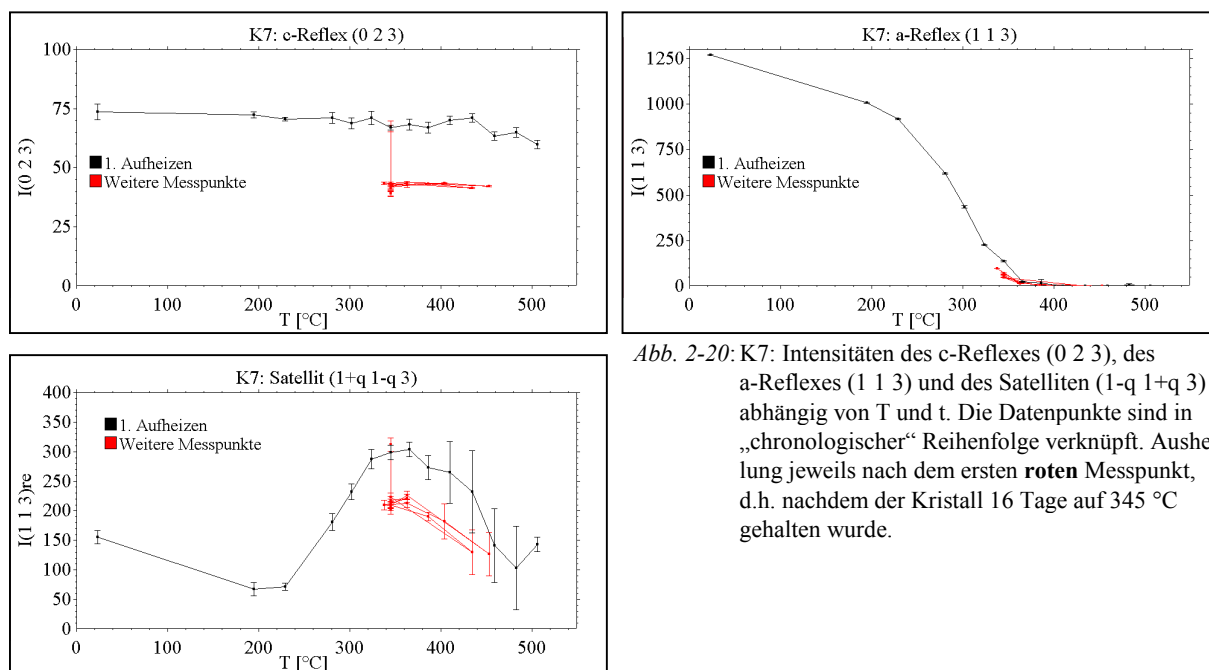 K7: c-Reflex (0 2 3)
100
75
50
25
0
I(0 2 3)
1. Aufheizen
Weitere Messpunkte
0 100 200 300 400 500
T [°C]
K7: a-Reflex (1 1 3)
1250
1000
750
500
250
0
I(1 1 3)
1. Aufheizen
Weitere Messpunkte
0 100 200 300 400 500
T [°C]
K7: Satellit (1+q 1-q 3)
400
350
300
250
200
150
100
50
0
I(1 1 3)re
1. Aufheizen
Weitere Messpunkte
0 100 200 300 400 500
T [°C]
Abb. 2-20: K7: Intensitäten des c-Reflexes (0 2 3), des
a-Reflexes (1 1 3) und des Satelliten (1-q 1+q 3)
abhängig von T und t. Die Datenpunkte sind in
„chronologischer“ Reihenfolge verknüpft. Aushe
lung jeweils nach dem ersten roten Messpunkt,
d.h. nachdem der Kristall 16 Tage auf 345 °C
gehalten wurde.